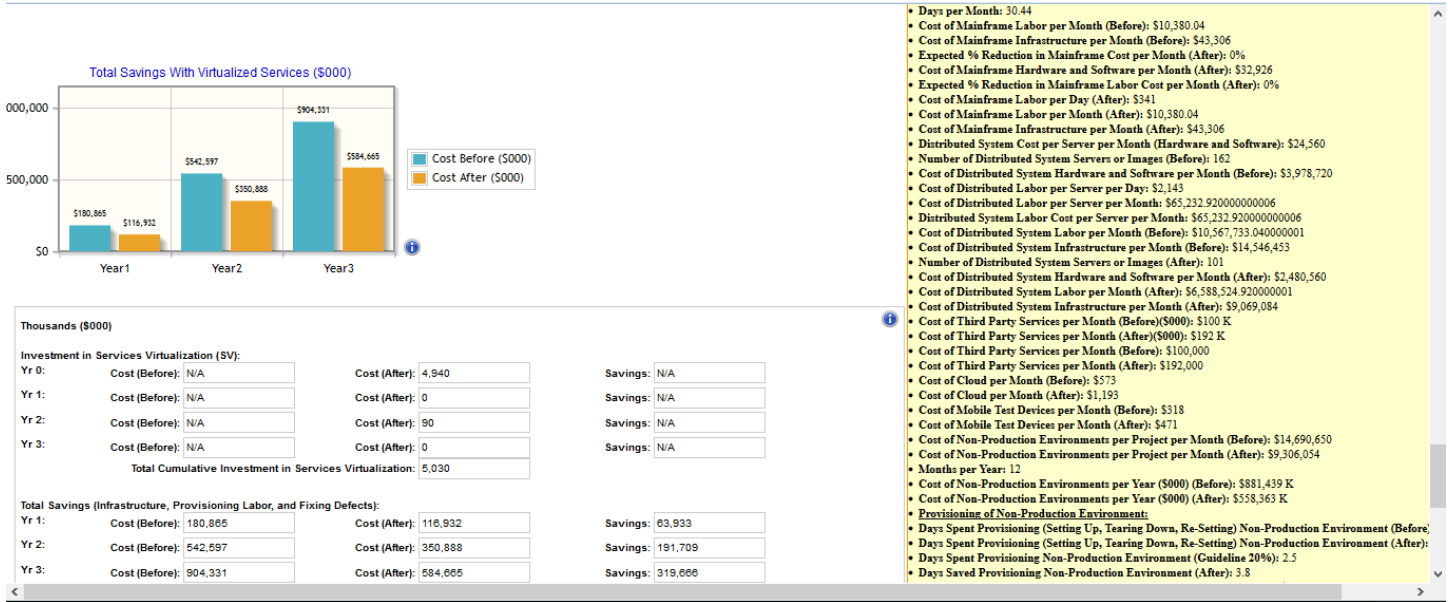 Total Savings With Virtualized Services ($000)
000,000
500,000
$0
$180,865
$116,932
$542,597
$350,888
$904,331
$584,665
Year1
Year2
Year3
Cost Before ($000)
Cost After ($000)
Thousands ($000)
Investment in Services Virtualization (SV):
Yr 0: Cost (Before): N/A Cost (After): 4,940 Savings: N/A
Yr 1: Cost (Before): N/A Cost (After): 0 Savings: N/A
Yr 2: Cost (Before): N/A Cost (After): 90 Savings: N/A
Yr 3: Cost (Before): N/A Cost (After): 0 Savings: N/A
Total Cumulative Investment in Services Virtualization: 5,030
Total Savings (Infrastructure, Provisioning Labor, and Fixing Defects):
Yr 1: Cost (Before): 180,865 Cost (After): 116,932 Savings: 63,933
Yr 2: Cost (Before): 542,597 Cost (After): 350,888 Savings: 191,709
Yr 3: Cost (Before): 904,331 Cost (After): 584,665 Savings: 319,666
• Days per Month: 30.44
• Cost of Mainframe Labor per Month (Before): $10,380.04
• Cost of Mainframe Infrastructure per Month (Before): $43,306
• Expected % Reduction in Mainframe Cost per Month (After): 0%
• Cost of Mainframe Hardware and Software per Month (After): $32,926
• Expected % Reduction in Mainframe Labor Cost per Month (After): 0%
• Cost of Mainframe Labor per Day (After): $341
• Cost of Mainframe Labor per Month (After): $10,380.04
• Cost of Mainframe Infrastructure per Month (After): $43,306
• Distributed System Cost per Server per Month (Hardware and Software): $24,560
• Number of Distributed System Servers or Images (Before): 162
• Cost of Distributed System Hardware and Software per Month (Before): $3,978,720
• Cost of Distributed Labor per Server per Day: $2,143
• Cost of Distributed Labor per Server per Month: $65,232.920000000006
• Distributed System Labor Cost per Server per Month: $65,232.920000000006
• Cost of Distributed System Labor per Month (Before): $10,567,733.040000001
• Cost of Distributed System Infrastructure per Month (Before): $14,546,453
• Number of Distributed System Servers or Images (After): 101
• Cost of Distributed System Hardware and Software per Month (After): $2,480,560
• Cost of Distributed System Labor per Month (After): $6,588,524.920000001
• Cost of Distributed System Infrastructure per Month (After): $9,069,084
• Cost of Third Party Services per Month (Before)($000): $100 K
• Cost of Third Party Services per Month (After)($000): $192 K
• Cost of Third Party Services per Month (Before): $100,000
• Cost of Third Party Services per Month (After): $192,000
• Cost of Cloud per Month (Before): $573
• Cost of Cloud per Month (After): $1,193
• Cost of Mobile Test Devices per Month (Before): $318
• Cost of Mobile Test Devices per Month (After): $471
• Cost of Non-Production Environments per Project per Month (Before): $14,690,650
• Cost of Non-Production Environments per Project per Month (After): $9,306,054
• Months per Year: 12
• Cost of Non-Production Environments per Year ($000) (Before): $881,439 K
• Cost of Non-Production Environments per Year ($000) (After): $558,363 K
• Provisioning of Non-Production Environment:
• Days Spent Provisioning (Setting Up, Tearing Down, Re-Setting) Non-Production Environment (Before)
• Days Spent Provisioning (Setting Up, Tearing Down, Re-Setting) Non-Production Environment (After):
• Days Spent Provisioning Non-Production Environment (Guideline 20%): 2.5
• Days Saved Provisioning Non-Production Environment (After): 3.8